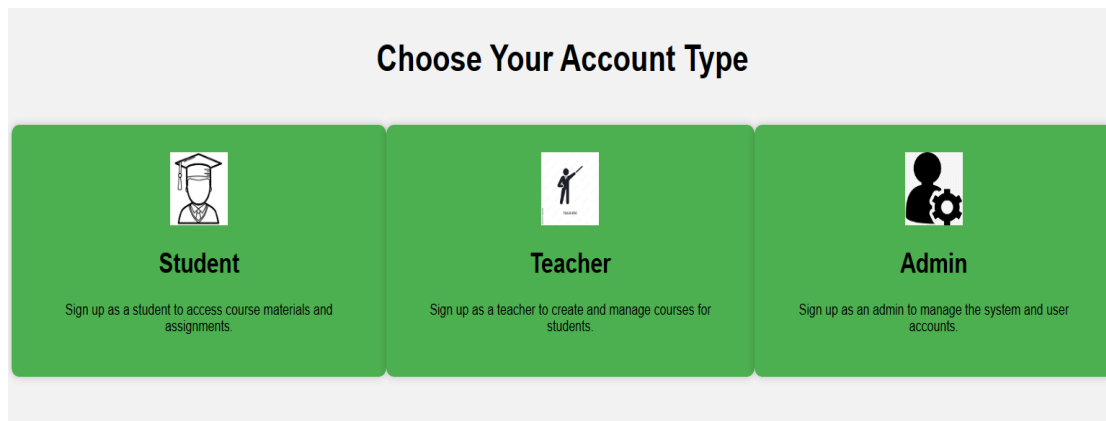 Choose Your Account Type
Student
Sign up as a student to access course materials and
assignments.
Teacher
Sign up as a teacher to create and manage courses for
students.
Admin
Sign up as an admin to manage the system and user
accounts.